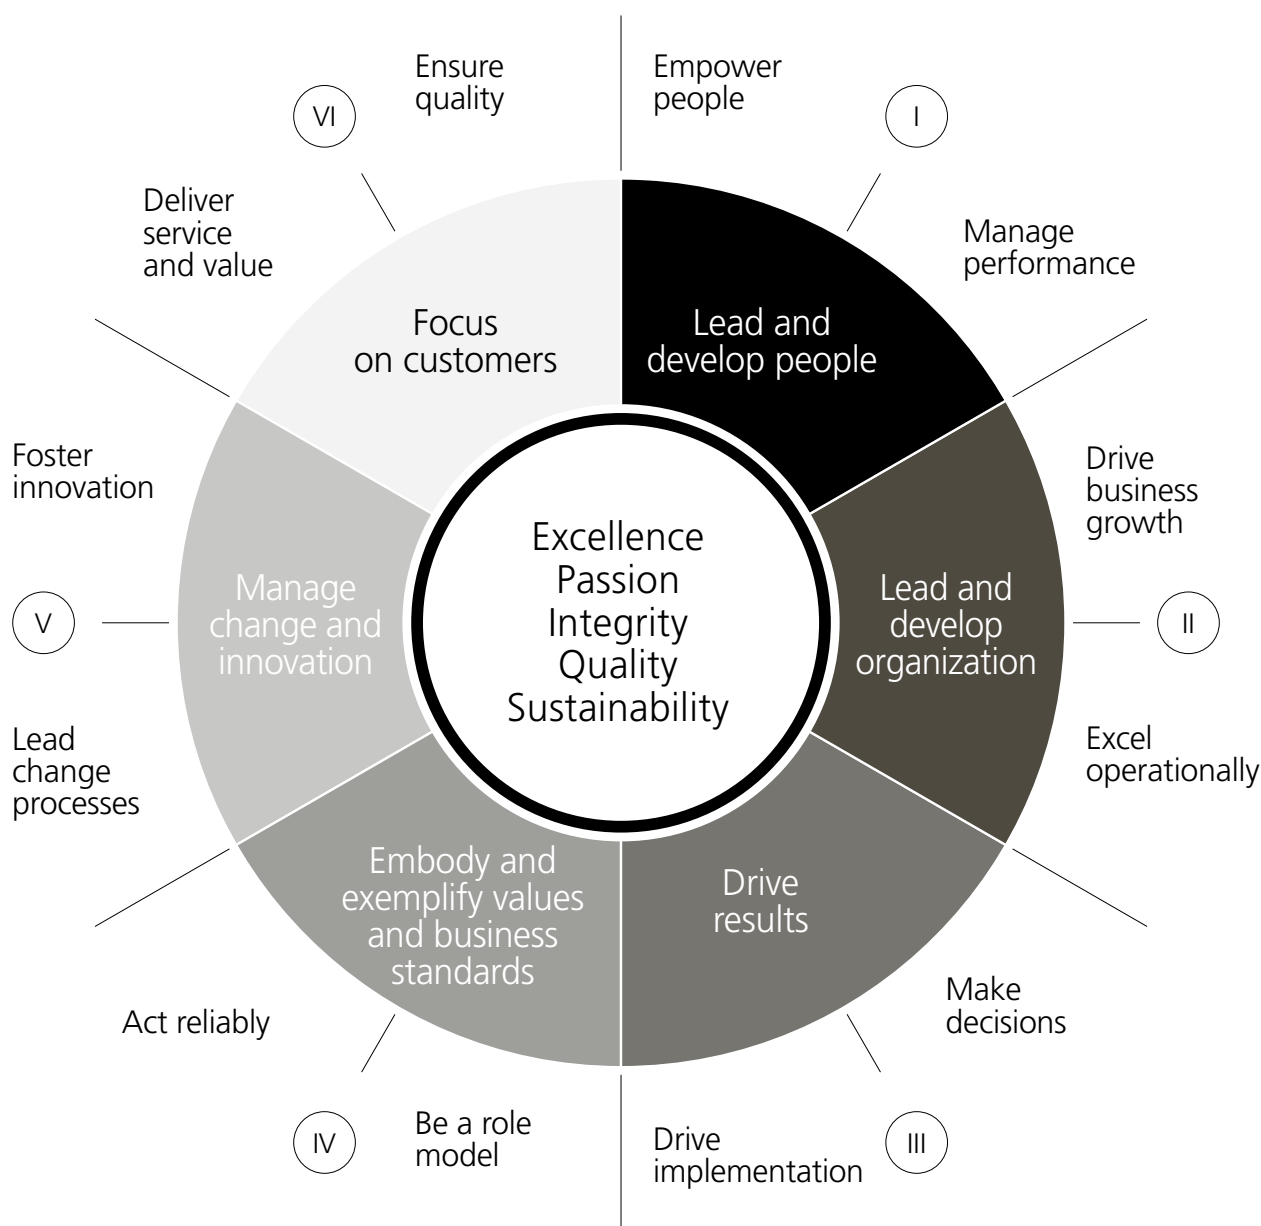 Ensure
quality
Empower
people
VI
I
Deliver
service
and value
Manage
performance
Focus
on customers
Lead and
develop people
Foster
innovation
Drive
business
growth
Excellence
Passion
Integrity
Quality
Sustainability
Manage
change and
innovation
Lead and
develop
organization
V
II
Lead
change
processes
Excel
operationally
Embody and
exemplify values
and business
standards
Drive
results
Act reliably
Make
decisions
IV
Be a role
model
Drive
implementation
III